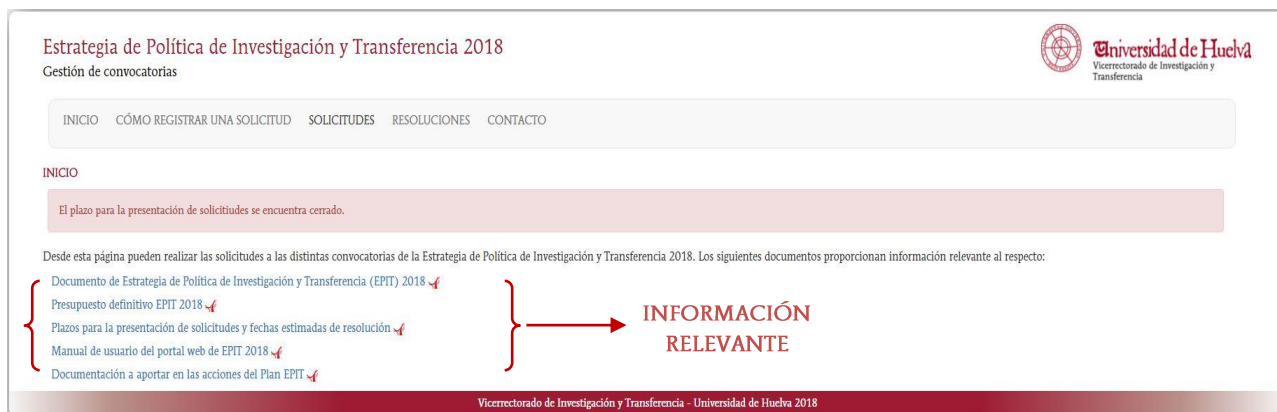 Estrategia de Política de Investigación y Transferencia 2018
Gestión de convocatorias
Universidad de Huelva
Vicerrectorado de Investigación y
Transferencia
INICIO CÓMO REGISTRAR UNA SOLICITUD SOLICITUDES RESOLUCIONES CONTACTO
INICIO
El plazo para la presentación de solicitiudes se encuentra cerrado.
Desde esta página pueden realizar las solicitudes a las distintas convocatorias de la Estrategia de Política de Investigación y Transferencia 2018. Los siguientes documentos proporcionan información relevante al respecto:
Documento de Estrategia de Política de Investigación y Transferencia (EPIT) 2018
Presupuesto definitivo EPIT 2018
Plazos para la presentación de solicitudes y fechas estimadas de resolución
Manual de usuario del portal web de EPIT 2018
Documentación a aportar en las acciones del Plan EPIT
INFORMACIÓN
RELEVANTE
Vicerrectorado de Investigación y Transferencia - Universidad de Huelva 2018